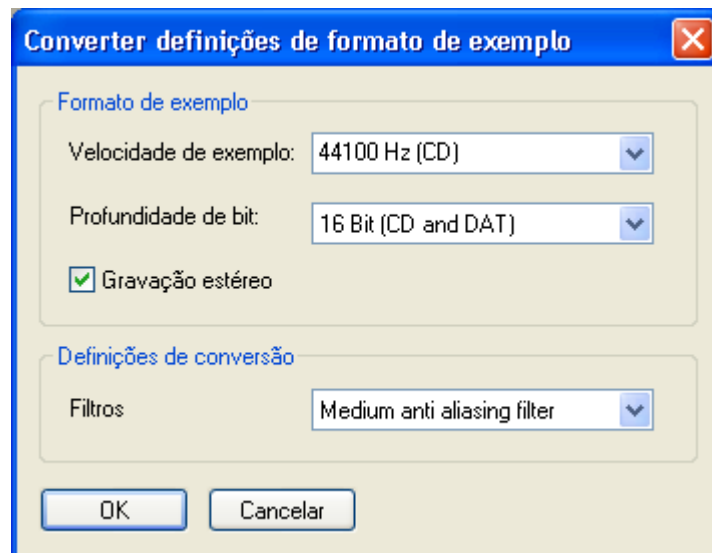 Converter definições de formato de exemplo
Formato de exemplo
Velocidade de exemplo: 44100 Hz (CD)
Profundidade de bit: 16 Bit (CD and DAT)
Gravação estéreo
Definições de conversão
Filtros Medium anti aliasing filter
OK Cancelar